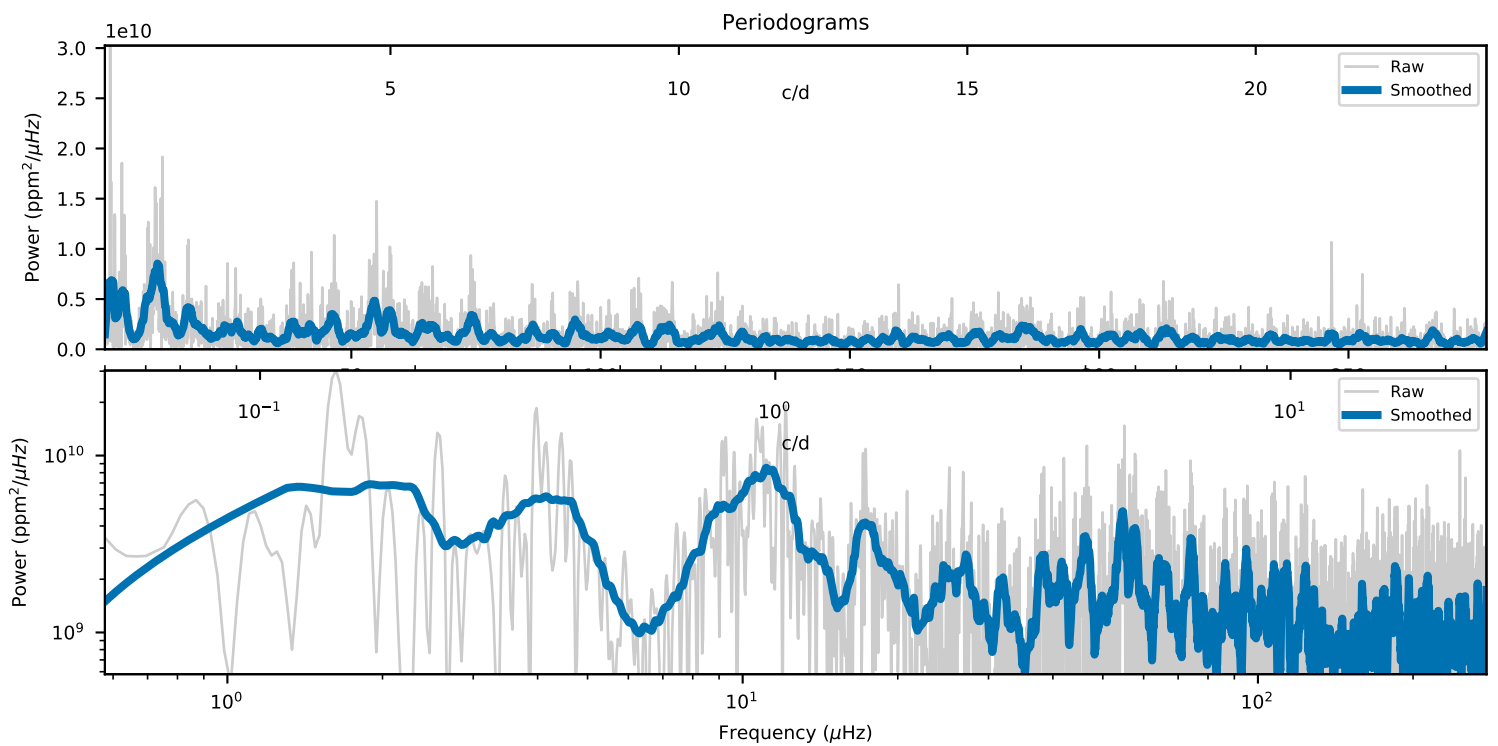 Periodograms
1e10
3.0
2.5
2.0
1.5
1.0
0.5
0.0
Power (ppm²/μHz)
5 10 15 20
c/d
Raw
Smoothed
10⁻¹ 10⁰ 10¹
c/d
Raw
Smoothed
10¹⁰
10⁹
Power (ppm²/μHz)
10⁰ 10¹ 10²
Frequency (μHz)